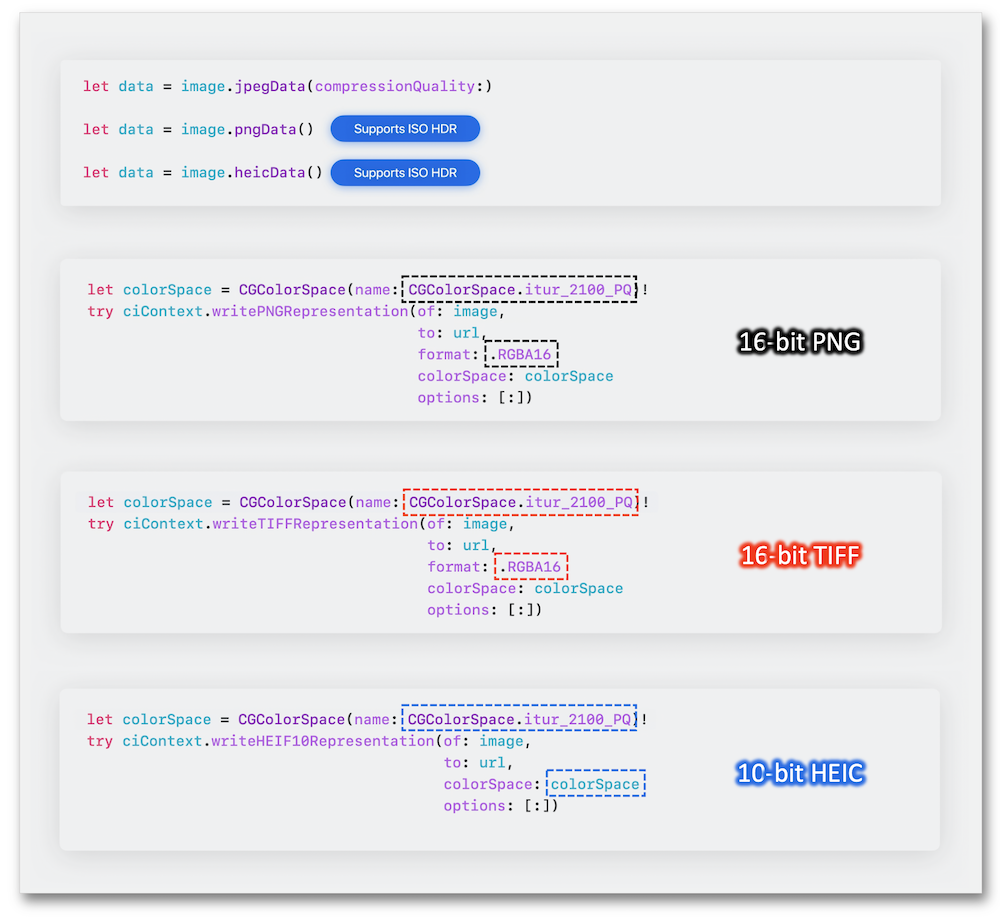 let data = image.jpegData(compressionQuality:)
let data = image.pngData() Supports ISO HDR
let data = image.heicData() Supports ISO HDR
let colorSpace = CGColorSpace(name: CGColorSpace.itur_2100_PQ)!
try ciContext.writePNGRepresentation(of: image,
to: url,
format: .RGBA16
colorSpace: colorSpace
options: [:])
16-bit PNG
let colorSpace = CGColorSpace(name: CGColorSpace.itur_2100_PQ)!
try ciContext.writeTIFFRepresentation(of: image,
to: url,
format: .RGBA16
colorSpace: colorSpace
options: [:])
16-bit TIFF
let colorSpace = CGColorSpace(name: CGColorSpace.itur_2100_PQ)!
try ciContext.writeHEIF10Representation(of: image,
to: url,
colorSpace: colorSpace
options: [:])
10-bit HEIC